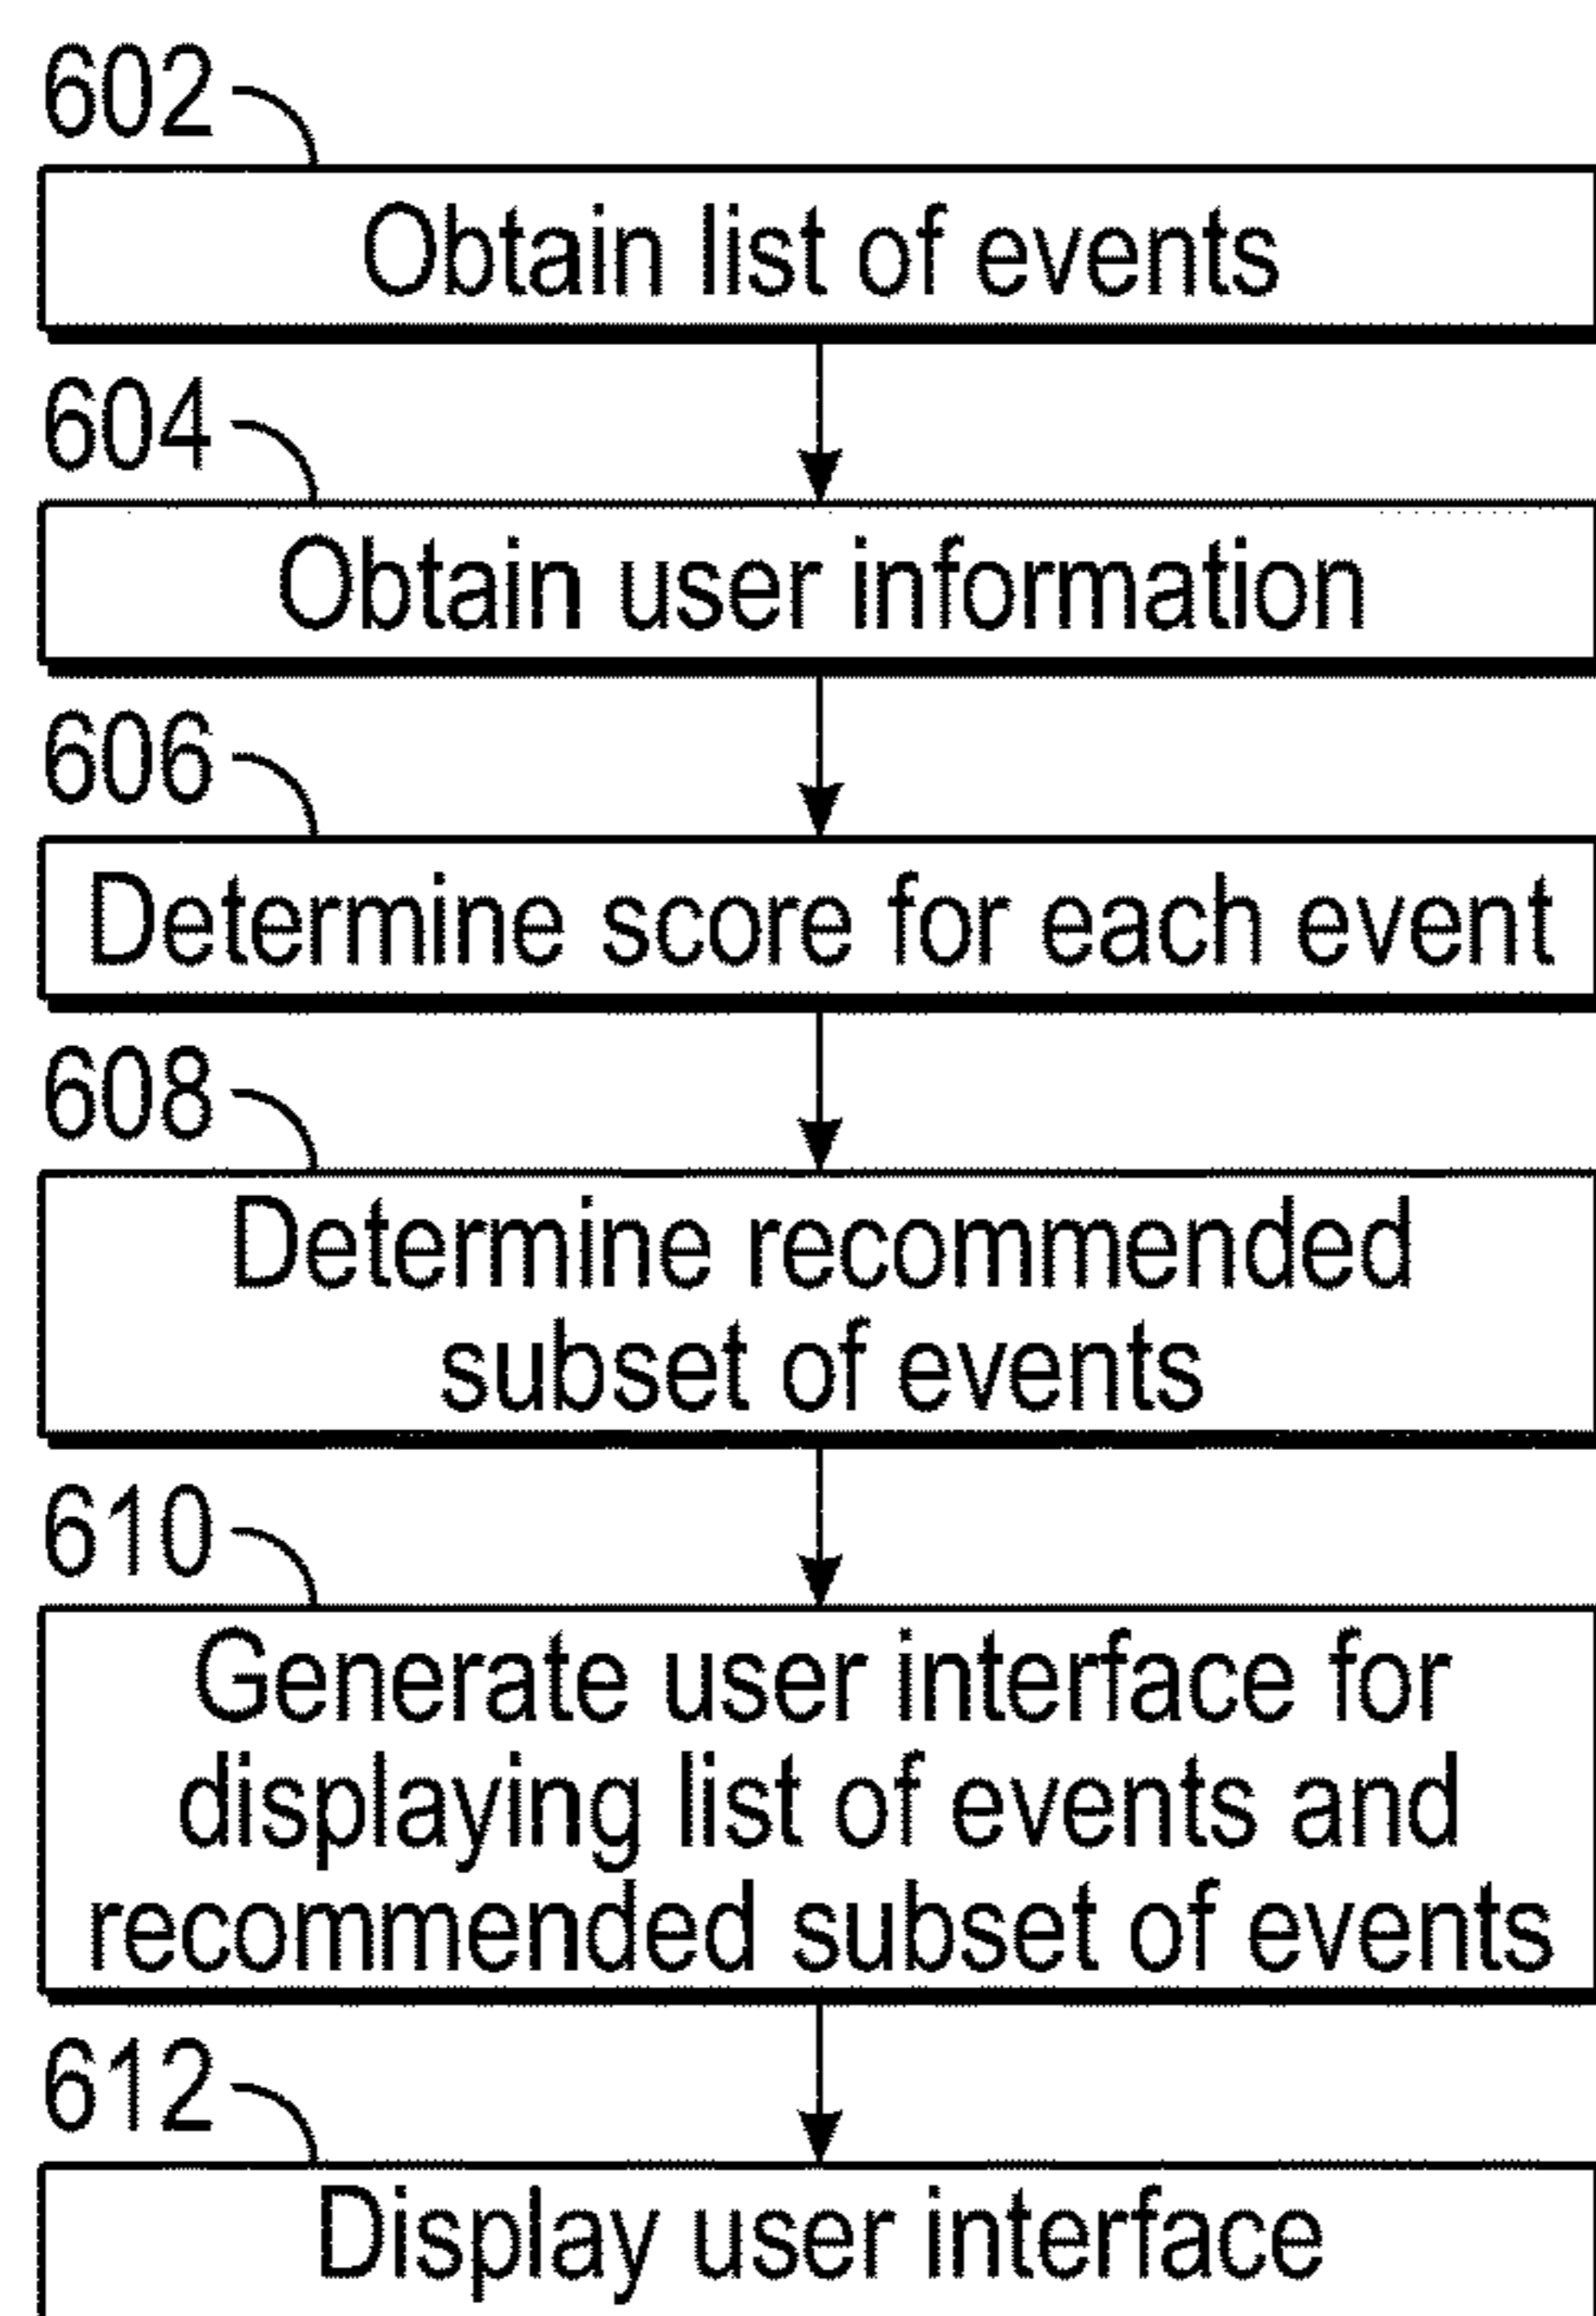 602
Obtain list of events
604
Obtain user information
606
Determine score for each event
608
Determine recommended
subset of events
610
Generate user interface for
displaying list of events and
recommended subset of events
612
Display user interface